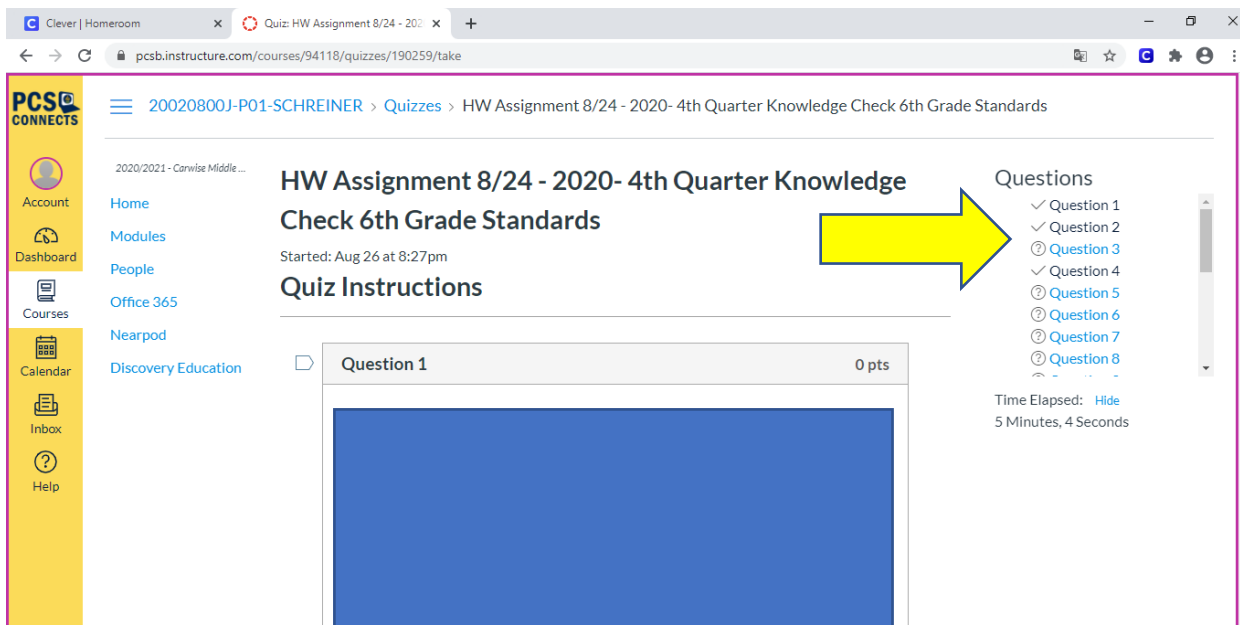 Clever | Homeroom
Quiz: HW Assignment 8/24 - 202
pcsb.instructure.com/courses/94118/quizzes/190259/take
PCS
CONNECTS
20020800J-P01-SCHREINER > Quizzes > HW Assignment 8/24 - 2020- 4th Quarter Knowledge Check 6th Grade Standards
Account
Dashboard
Courses
Calendar
Inbox
Help
2020/2021 - Carwise Middle ...
Home
Modules
People
Office 365
Nearpod
Discovery Education
HW Assignment 8/24 - 2020- 4th Quarter Knowledge
Check 6th Grade Standards
Started: Aug 26 at 8:27pm
Quiz Instructions
Question 1 0 pts
Questions
Question 1
Question 2
Question 3
Question 4
Question 5
Question 6
Question 7
Question 8
Time Elapsed: Hide
5 Minutes, 4 Seconds